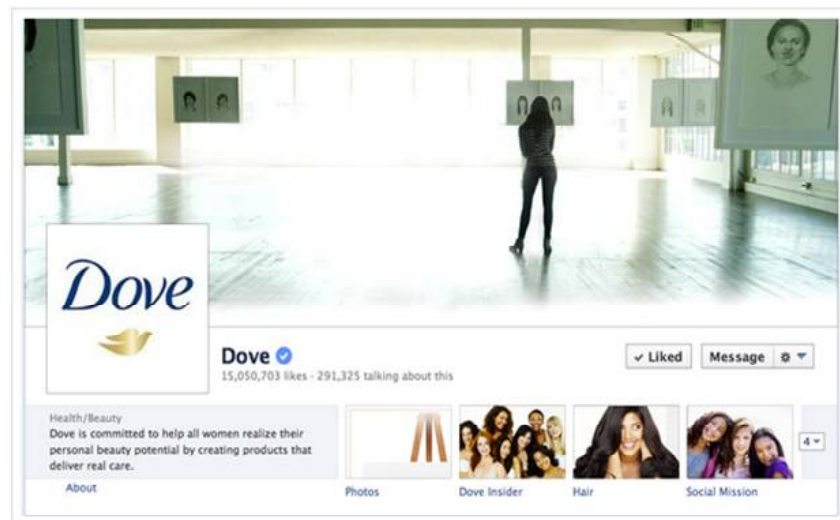 Dove
Dove
✓ Liked
Message
15,050,703 likes · 291,325 talking about this
Health/Beauty
Dove is committed to help all women realize their
personal beauty potential by creating products that
deliver real care.
About
Photos
Dove Insider
Hair
Social Mission
4